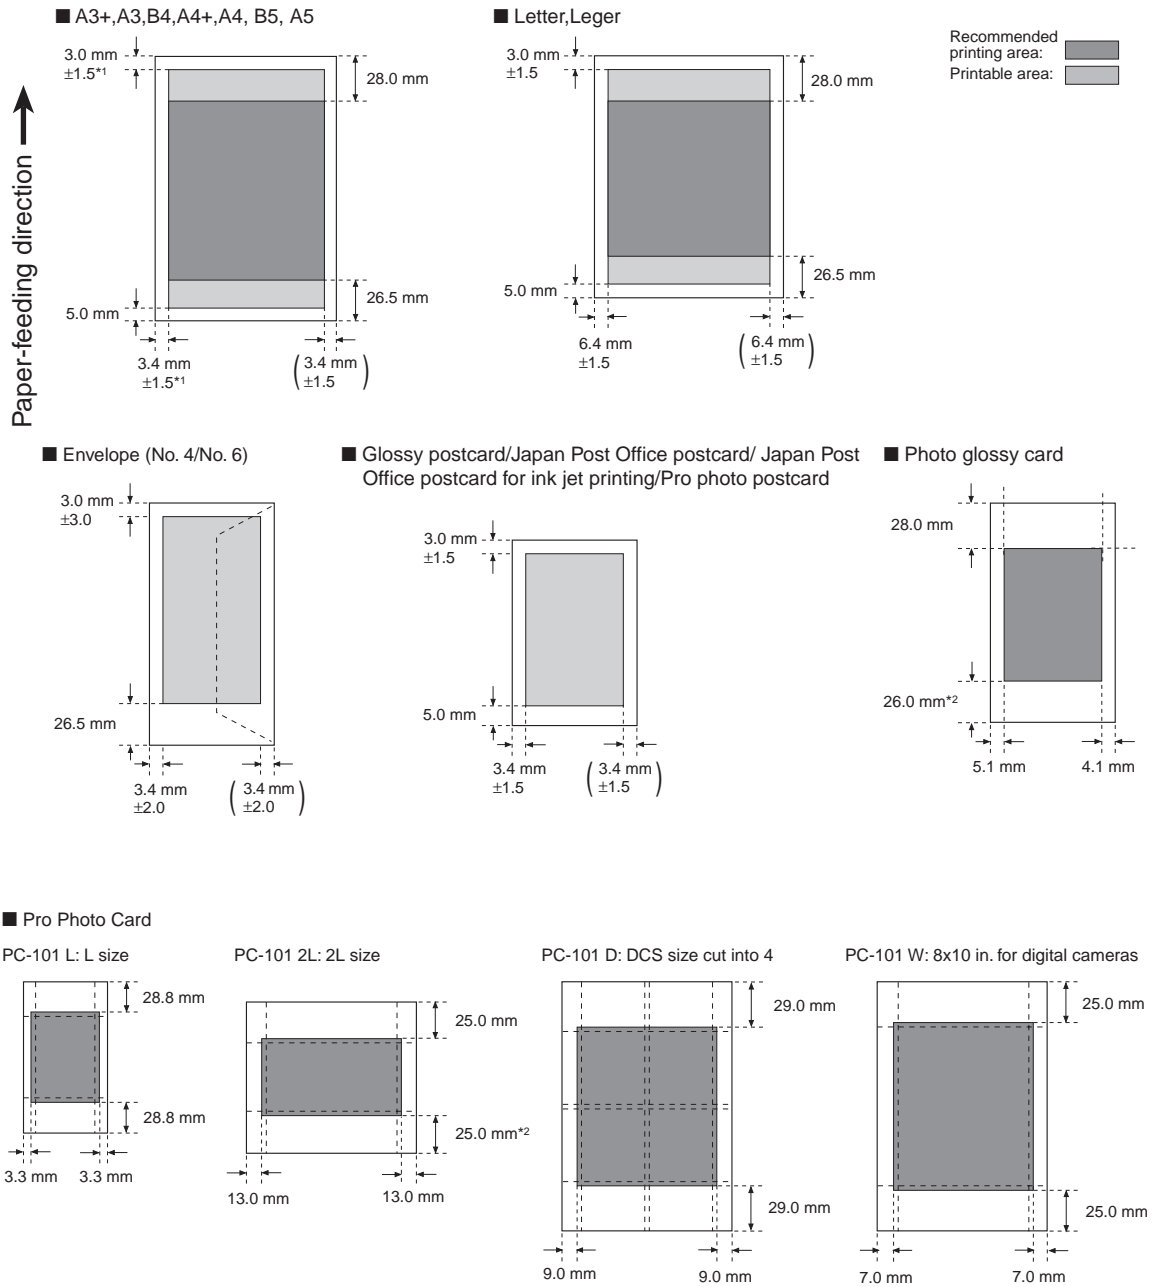 ■ A3+,A3,B4,A4+,A4, B5, A5
3.0 mm
±1.5*1
28.0 mm
26.5 mm
5.0 mm
3.4 mm
±1.5*1
(3.4 mm
±1.5)
■ Letter,Leger
3.0 mm
±1.5
28.0 mm
26.5 mm
5.0 mm
6.4 mm
±1.5
(6.4 mm
±1.5)
Recommended
printing area:
Printable area:
Paper-feeding direction
■ Envelope (No. 4/No. 6)
3.0 mm
±3.0
26.5 mm
3.4 mm
±2.0
(3.4 mm
±2.0)
■ Glossy postcard/Japan Post Office postcard/ Japan Post
Office postcard for ink jet printing/Pro photo postcard
3.0 mm
±1.5
5.0 mm
3.4 mm
±1.5
(3.4 mm
±1.5)
■ Photo glossy card
28.0 mm
26.0 mm*2
5.1 mm
4.1 mm
■ Pro Photo Card
PC-101 L: L size
28.8 mm
28.8 mm
3.3 mm
3.3 mm
PC-101 2L: 2L size
25.0 mm
25.0 mm*2
13.0 mm
13.0 mm
PC-101 D: DCS size cut into 4
29.0 mm
29.0 mm
9.0 mm
9.0 mm
PC-101 W: 8x10 in. for digital cameras
25.0 mm
25.0 mm
7.0 mm
7.0 mm